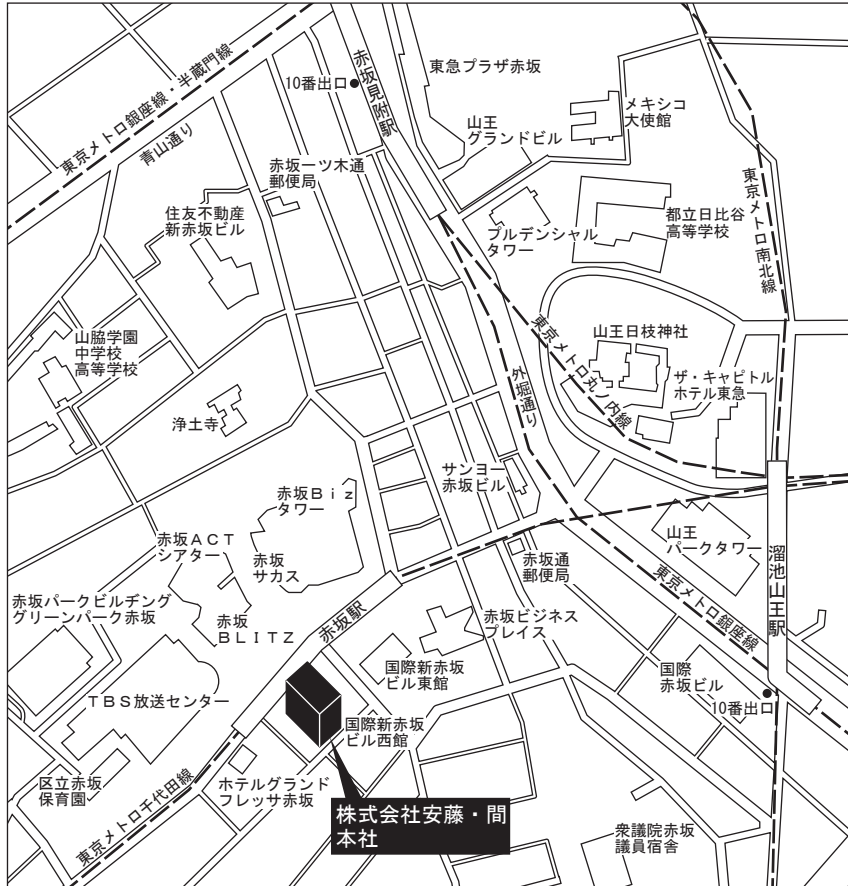 東京メトロ銀座線・半蔵門線
青山通り
10番出口
赤坂見附駅
東急プラザ赤坂
山王
グランドビル
メキシコ
大使館
赤坂一ツ木通
郵便局
住友不動産
新赤坂ビル
プルデンシャル
タワー
都立日比谷
高等学校
東京メトロ南北線
山脇学園
中学校
高等学校
浄土寺
外堀通り
東京メトロ丸ノ内線
山王日枝神社
ザ・キャピトル
ホテル東急
サンヨー
赤坂ビル
赤坂Biz
タワー
赤坂ACT
シアター
赤坂
サカス
赤坂
BLITZ
赤坂パークビルヂング
グリーンパーク赤坂
赤坂駅
赤坂通
郵便局
山王
パークタワー
溜池山王駅
東京メトロ銀座線
赤坂ビジネス
プレイス
国際新赤坂
ビル東館
国際
赤坂ビル
10番出口
TBS放送センター
国際新赤坂
ビル西館
区立赤坂
保育園
東京メトロ千代田線
ホテルグランド
フレッサ赤坂
株式会社安藤・間
本社
衆議院赤坂
議員宿舎